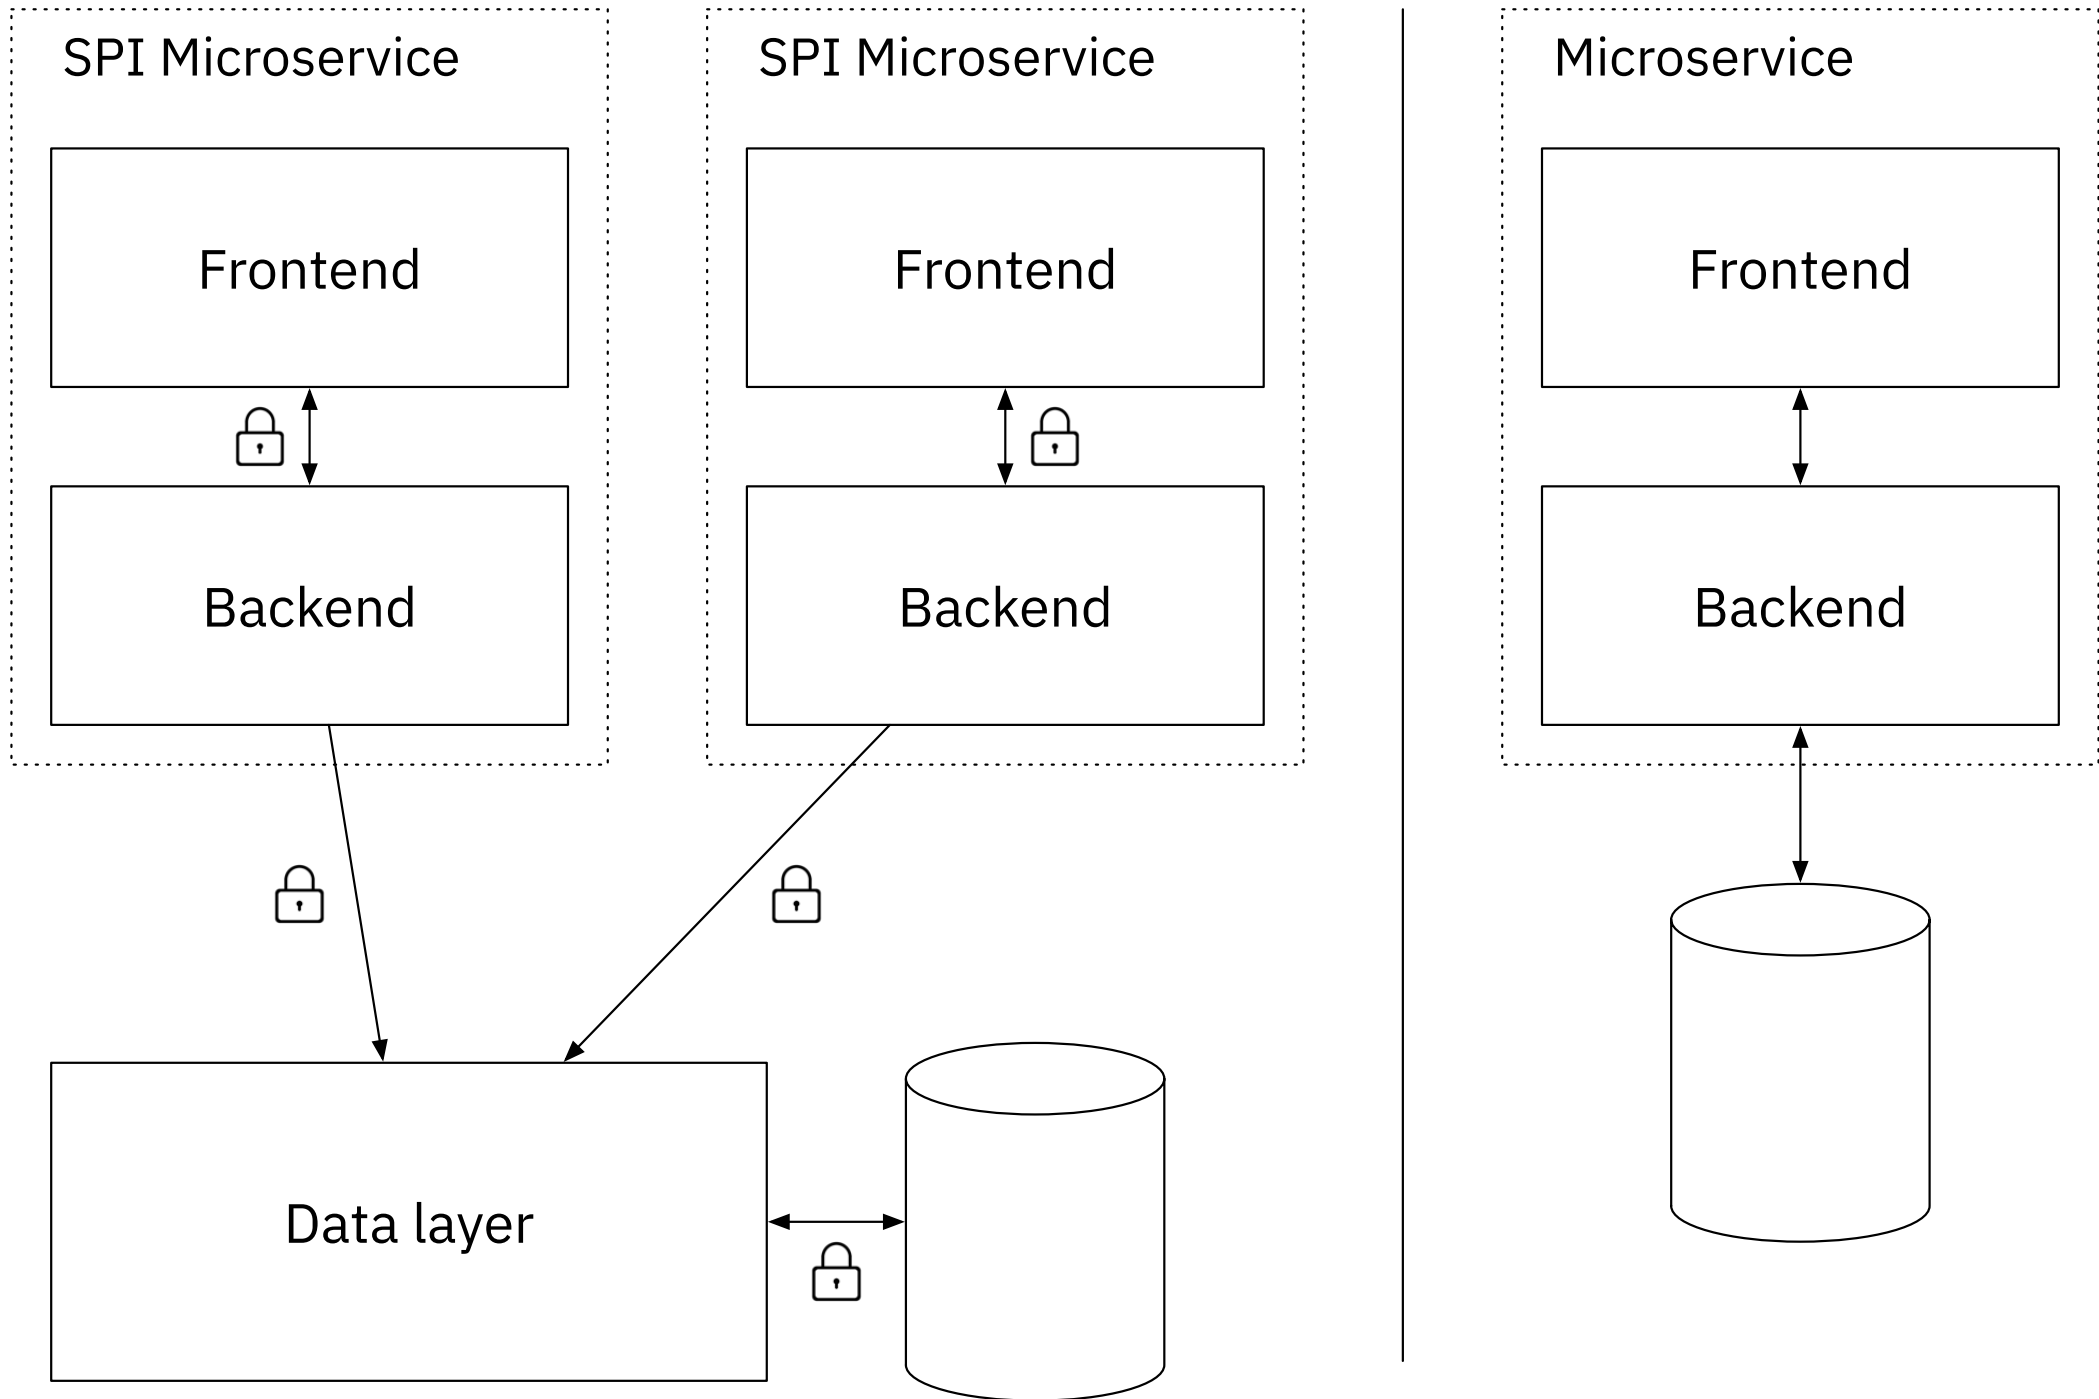 SPI Microservice
SPI Microservice
Microservice
Frontend
Frontend
Frontend
Backend
Backend
Backend
Data layer